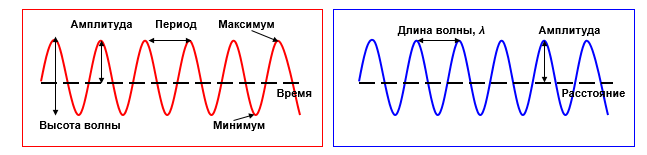 Амплитуда Период Максимум
Время
Высота волны Минимум
Длина волны, λ Амплитуда
Расстояние